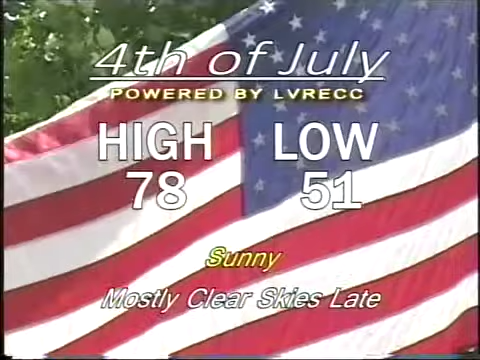 4th of July
POWERED BY LVRECC
HIGH LOW
78 51
Sunny
Mostly Clear Skies Late